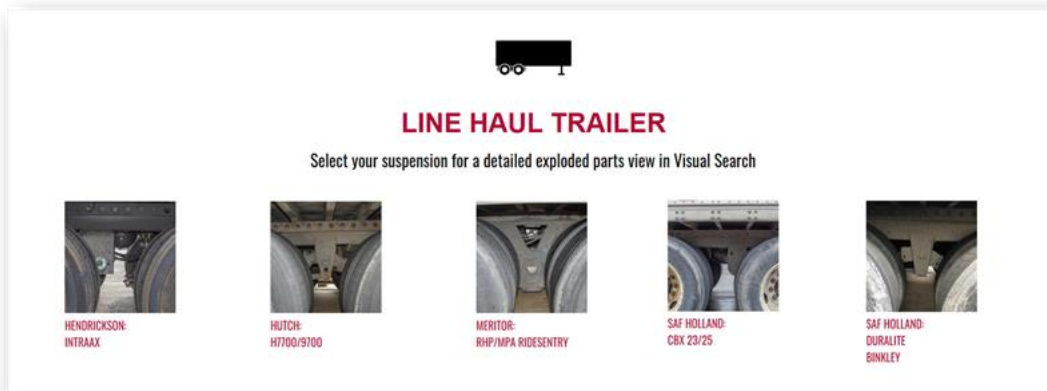 LINE HAUL TRAILER
Select your suspension for a detailed exploded parts view in Visual Search
HENDRICKSON:
INTRAAX
HUTCH:
H7700/9700
MERITOR:
RHP/MPA RIDESENTRY
SAF HOLLAND:
CBX 23/25
SAF HOLLAND:
DURALITE
BINKLEY